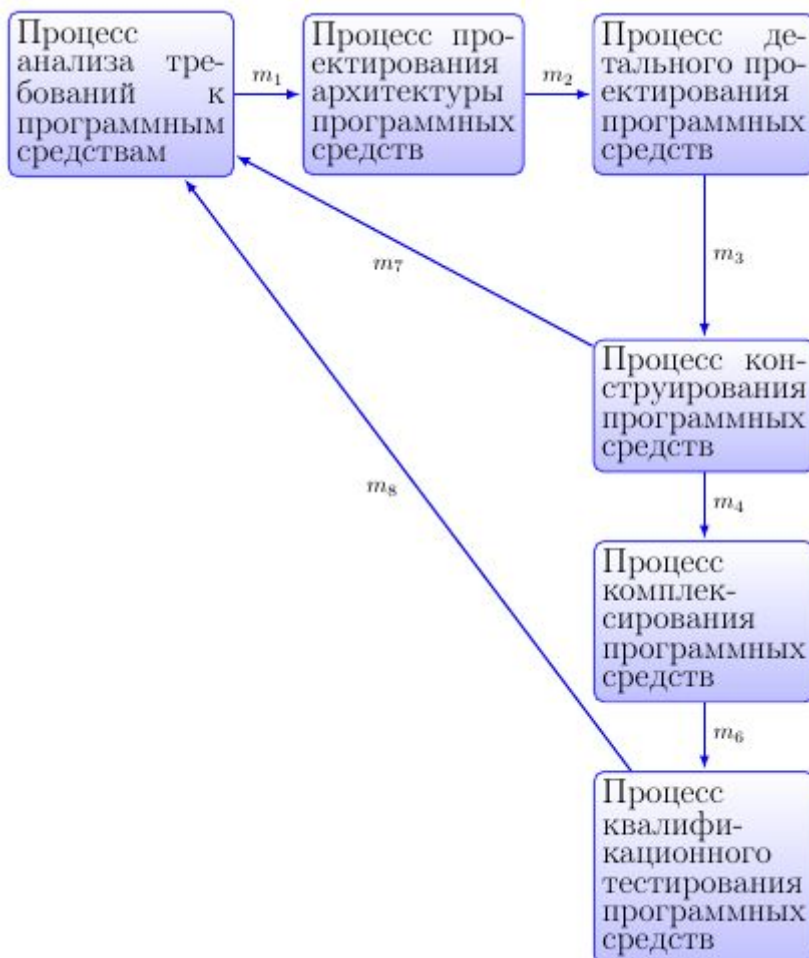 Процесс
анализа тре-
бований к
программным
средствам
m₁
Процесс про-
ектирования
архитектуры
программных
средств
m₂
Процесс де-
тального про-
ектирования
программных
средств
m₃
m₇
Процесс кон-
струирования
программных
средств
m₈
m₄
Процесс
комплек-
сирования
программных
средств
m₆
Процесс
квалифи-
кационного
тестирования
программных
средств